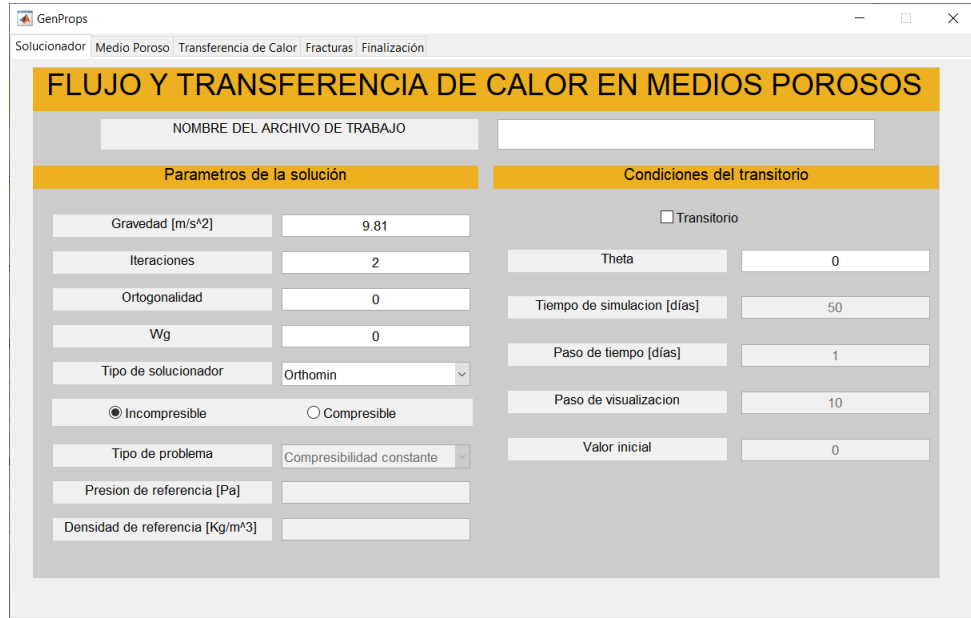 GenProps
Solucionador Medio Poroso Transferencia de Calor Fracturas Finalización
FLUJO Y TRANSFERENCIA DE CALOR EN MEDIOS POROSOS
NOMBRE DEL ARCHIVO DE TRABAJO
Parametros de la solución
Gravedad [m/s^2] 9.81
Iteraciones 2
Ortogonalidad 0
Wg 0
Tipo de solucionador Orthomin
Incompresible Compresible
Tipo de problema Compresibilidad constante
Presion de referencia [Pa]
Densidad de referencia [Kg/m^3]
Condiciones del transitorio
Transitorio
Theta 0
Tiempo de simulacion [días] 50
Paso de tiempo [días] 1
Paso de visualizacion 10
Valor inicial 0